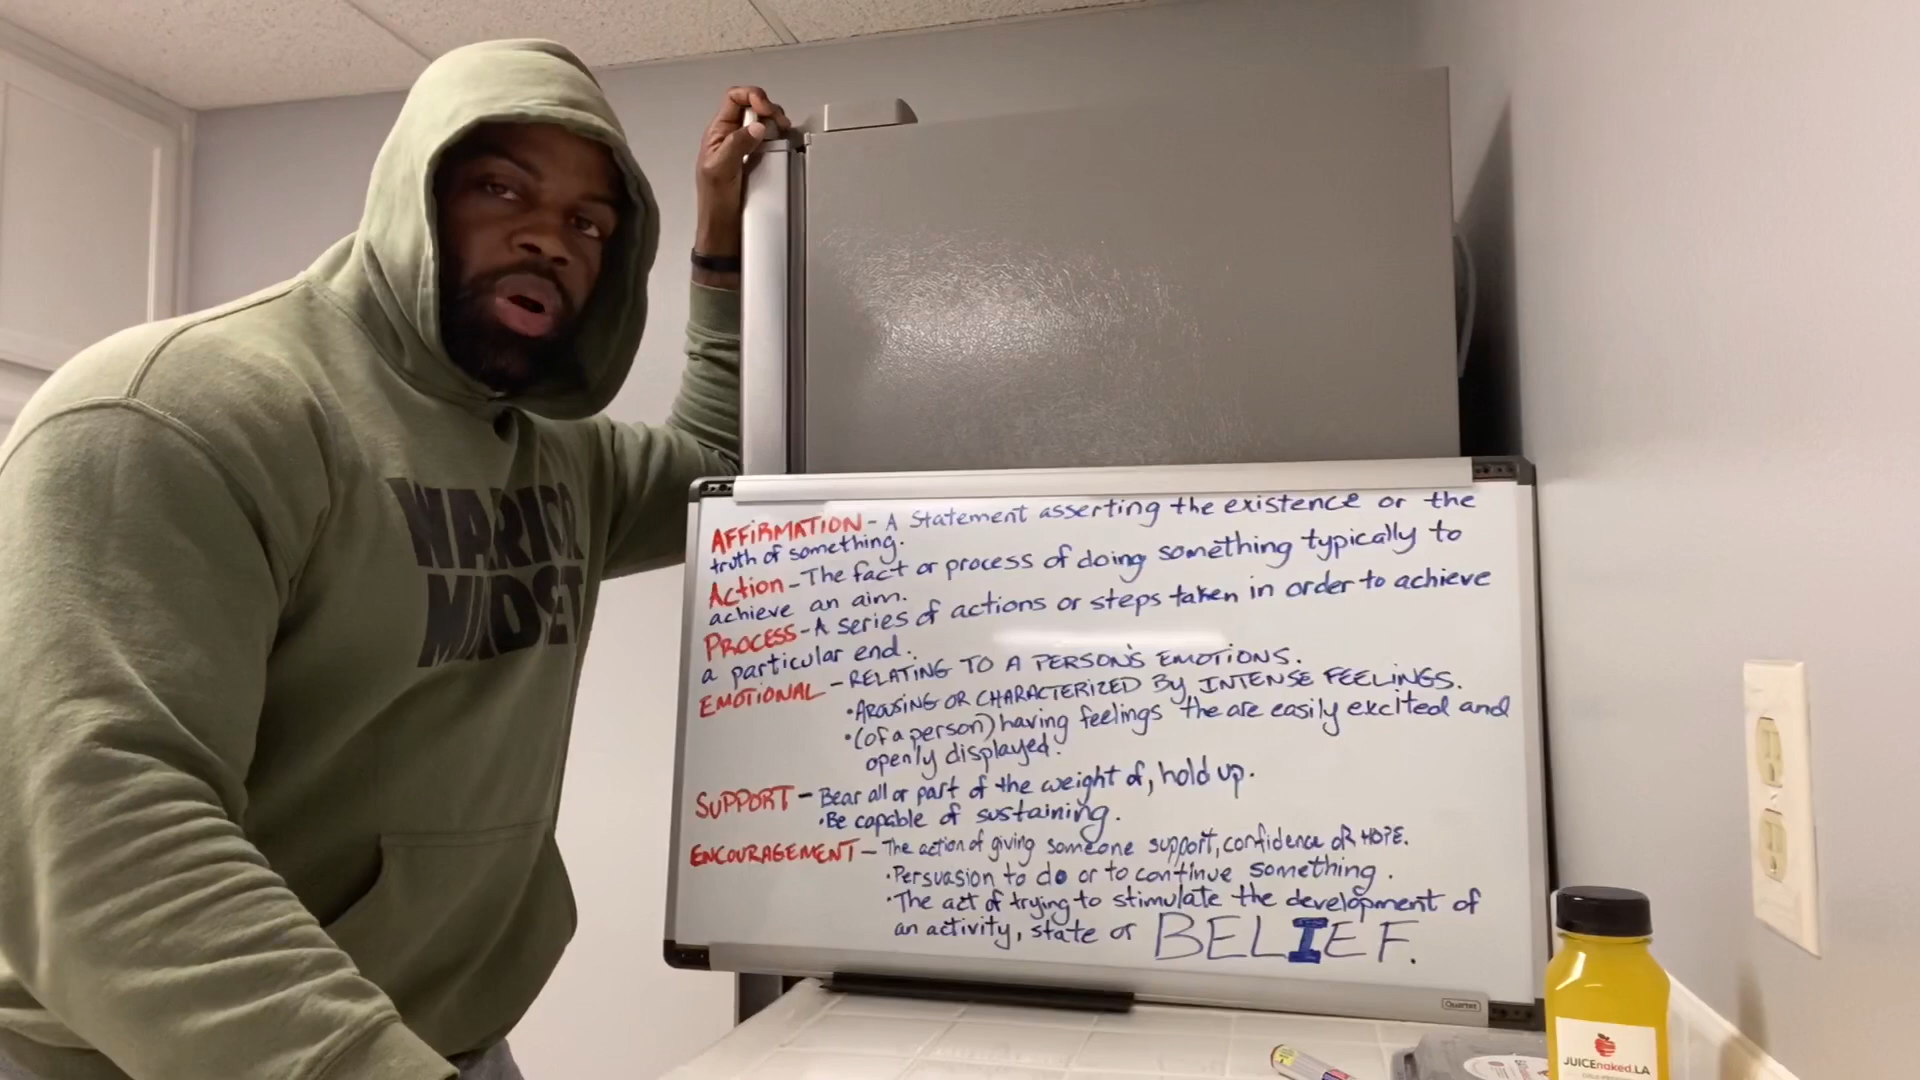 WARRIOR
MINDSET
AFFIRMATION - A statement asserting the existence or the
truth of something.
Action - The fact or process of doing something typically to
achieve an aim.
PROCESS - A series of actions or steps taken in order to achieve
a particular end.
EMOTIONAL - RELATING TO A PERSON'S EMOTIONS.
• AROUSING OR CHARACTERIZED By INTENSE FEELINGS.
• (of a person) having feelings the are easily excited and
openly displayed.
SUPPORT - Bear all or part of the weight of, hold up.
• Be capable of sustaining.
ENCOURAGEMENT - The action of giving someone support, confidence OR HOPE.
• Persuasion to do or to continue something.
• The act of trying to stimulate the development of
an activity, state or BELIEF.
Quartet
JUICEnaked.LA